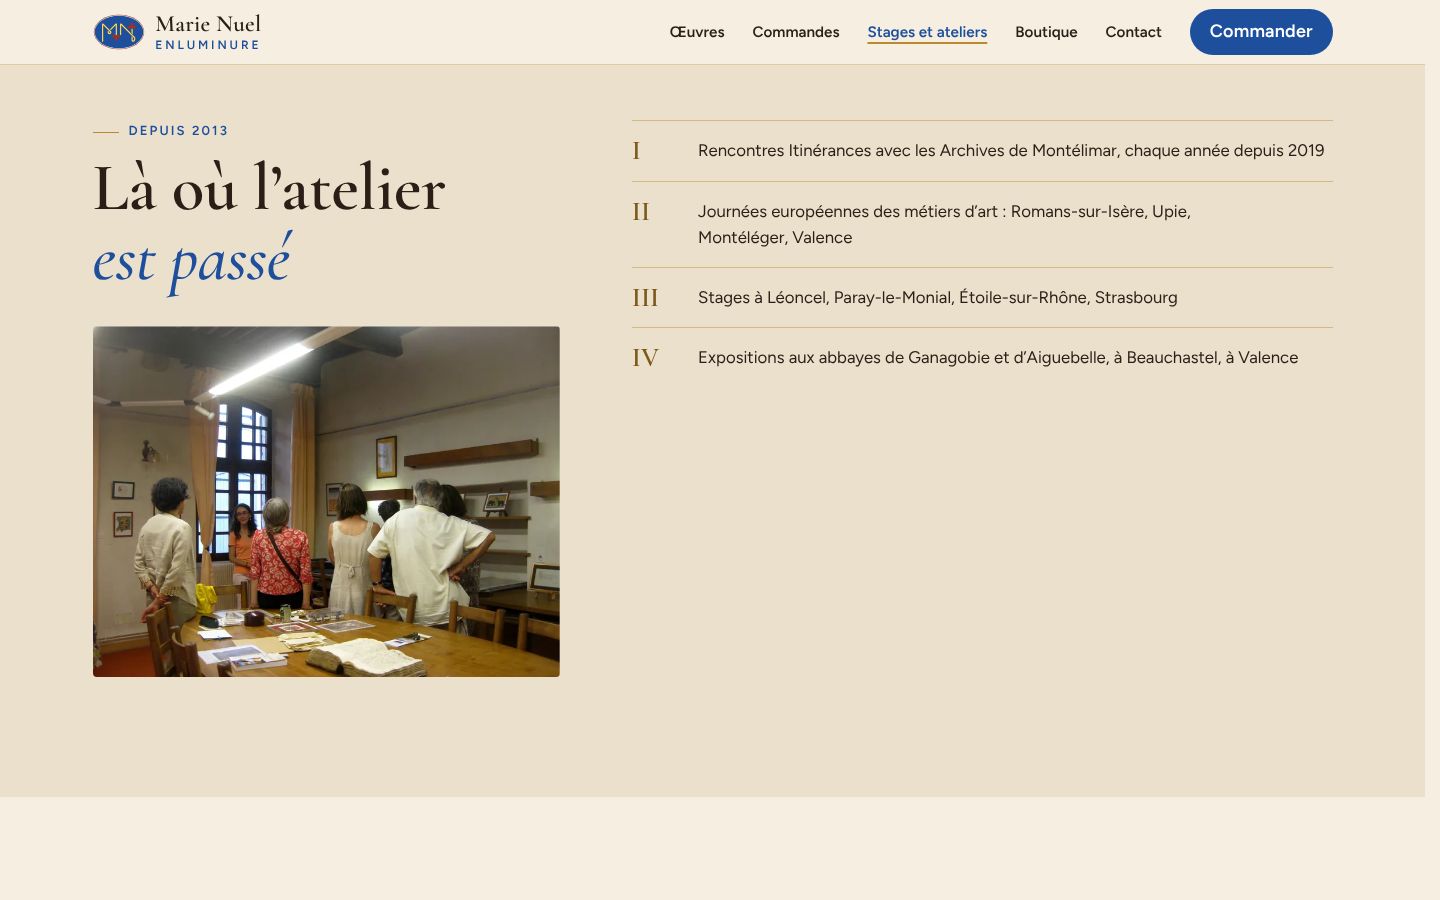 Marie Nuel
ENLUMINURE
Œuvres
Commandes
Stages et ateliers
Boutique
Contact
Commander
DEPUIS 2013
Là où l’atelier
est passé
I
Rencontres Itinérances avec les Archives de Montélimar, chaque année depuis 2019
II
Journées européennes des métiers d’art : Romans-sur-Isère, Upie,
Montéléger, Valence
III
Stages à Léoncel, Paray-le-Monial, Étoile-sur-Rhône, Strasbourg
IV
Expositions aux abbayes de Ganagobie et d’Aiguebelle, à Beauchastel, à Valence